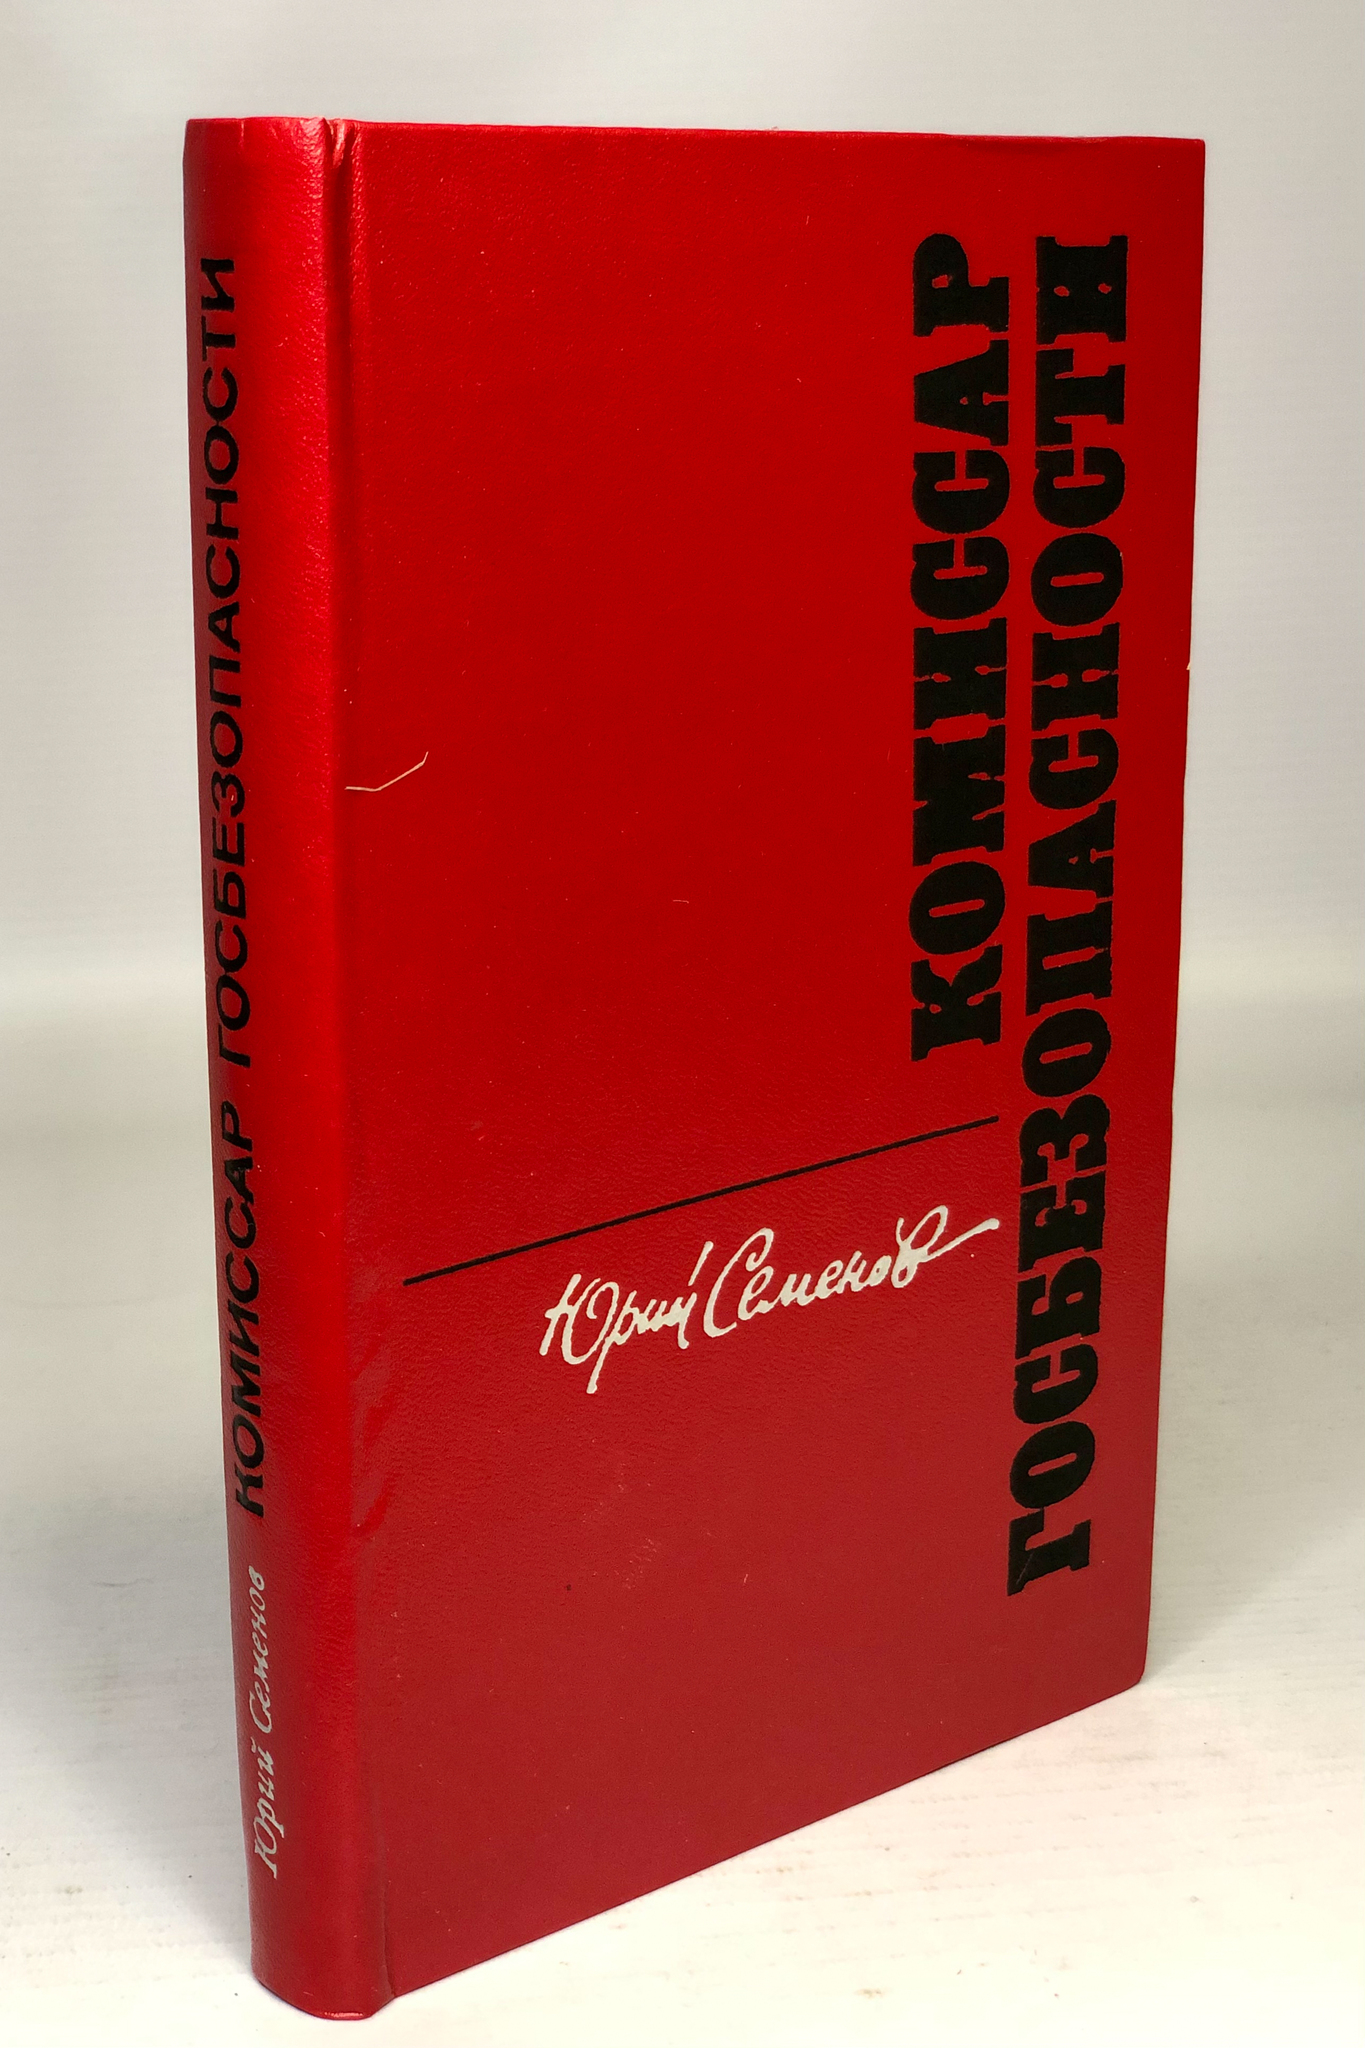 Юрий Семенов КОМИССАР ГОСБЕЗОПАСНОСТИ
КОМИССАР
ГОСБЕЗОПАСНОСТИ
Юрий Семенов